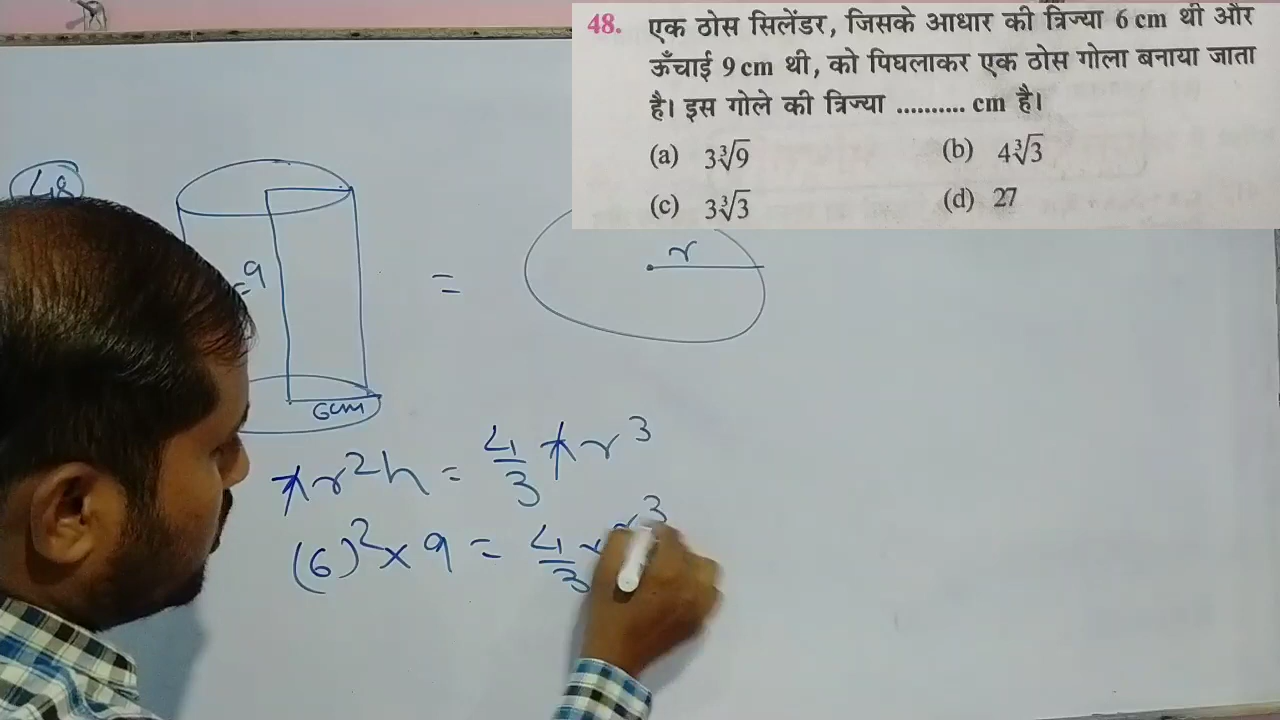 48. एक ठोस सिलेंडर, जिसके आधार की त्रिज्या 6 cm थी और
ऊँचाई 9 cm थी, को पिघलाकर एक ठोस गोला बनाया जाता
है। इस गोले की त्रिज्या .......... cm है।
(a) 3∛9 (b) 4∛3
(c) 3∛3 (d) 27
48
r
=9
=
6cm
πr²h = 4/3 πr³
(6)² × 9 = 4/3 × r³